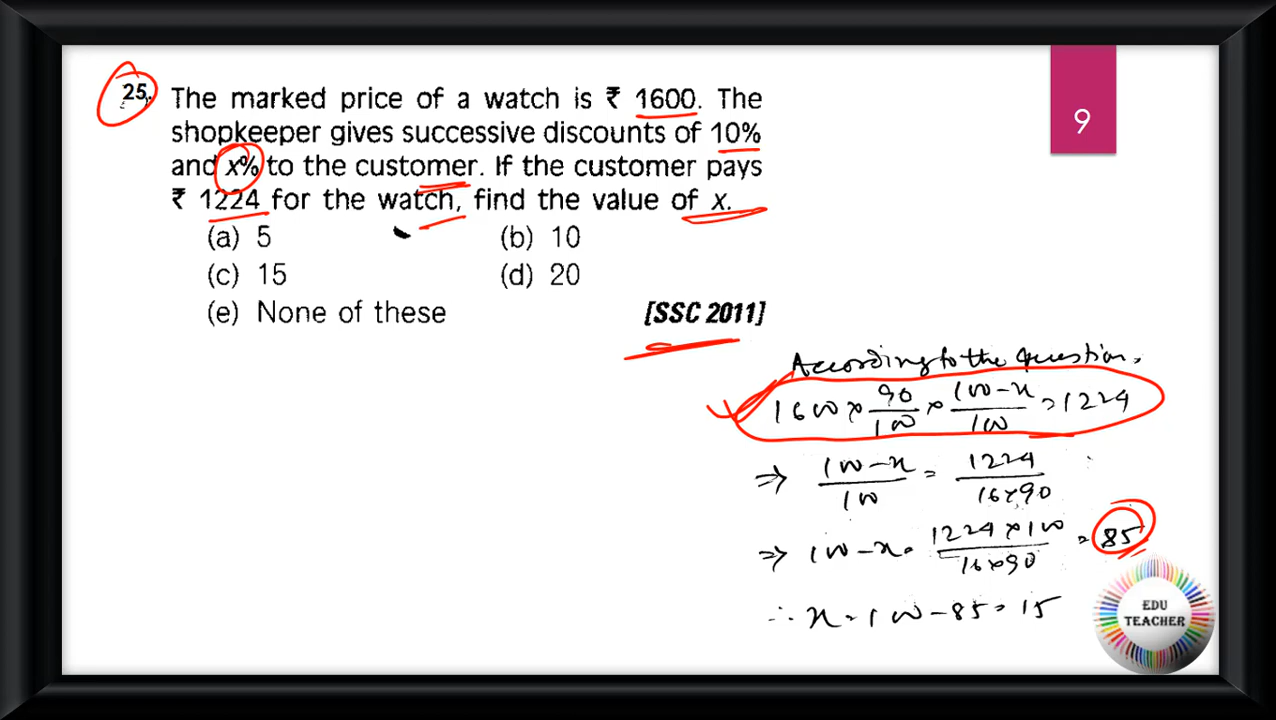 25. The marked price of a watch is ₹ 1600. The
9
shopkeeper gives successive discounts of 10%
and x% to the customer. If the customer pays
₹ 1224 for the watch, find the value of x.
(a) 5 (b) 10
(c) 15 (d) 20
(e) None of these [SSC 2011]
According to the question,
1600 × 90/100 × 100-x/100 = 1224
⇒ 100-x/100 = 1224/16×90
⇒ 100-x = 1224×100/16×90 = 85
∴ x = 100-85 = 15
EDU
TEACHER